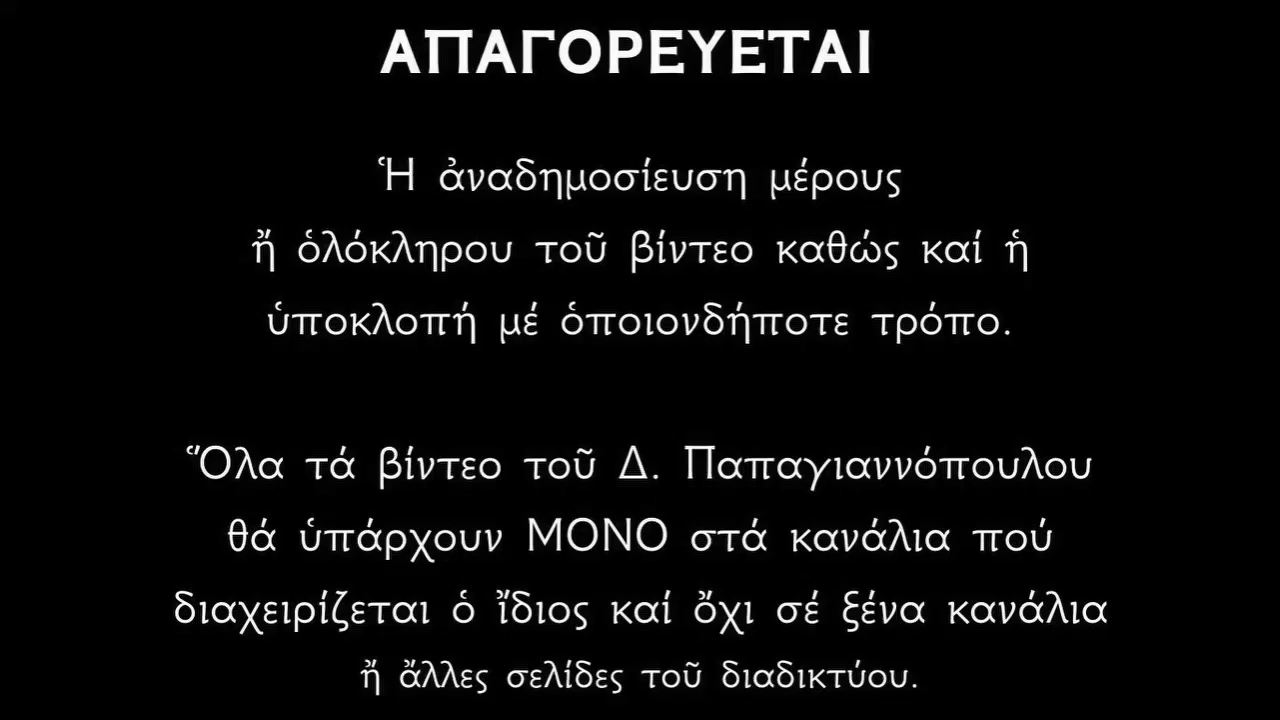 ΑΠΑΓΟΡΕΥΕΤΑΙ
Ἡ ἀναδημοσίευση μέρους
ἤ ὁλόκληρου τοῦ βίντεο καθώς καί ἡ
ὑποκλοπή μέ ὁποιονδήποτε τρόπο.
Ὅλα τά βίντεο τοῦ Δ. Παπαγιαννόπουλου
θά ὑπάρχουν ΜΟΝΟ στά κανάλια πού
διαχειρίζεται ὁ ἴδιος καί ὄχι σέ ξένα κανάλια
ἤ ἄλλες σελίδες τοῦ διαδικτύου.